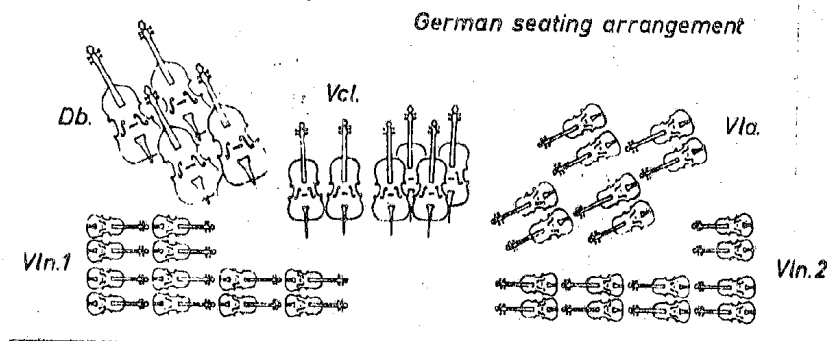 German seating arrangement
Db.
Vcl.
Vla.
Vln.1
Vln.2